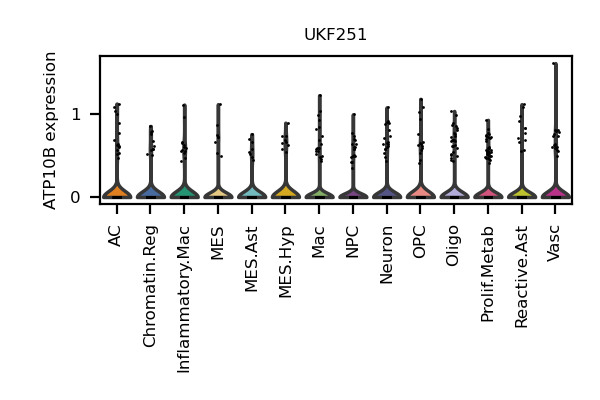 UKF251
ATP10B expression
1
0
AC
Chromatin.Reg
Inflammatory.Mac
MES
MES.Ast
MES.Hyp
Mac
NPC
Neuron
OPC
Oligo
Prolif.Metab
Reactive.Ast
Vasc